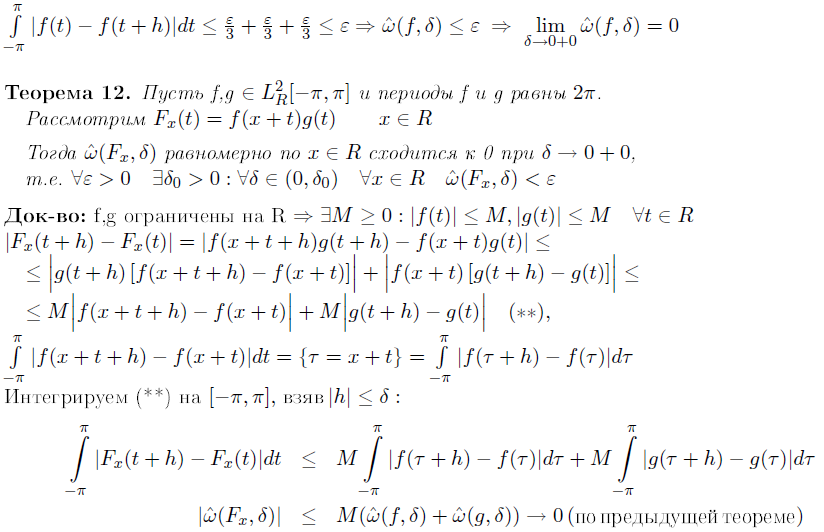 ∫_{-π}^{π} |f(t) − f(t + h)|dt ≤ ε/3 + ε/3 + ε/3 ≤ ε ⇒ ω̂(f, δ) ≤ ε ⇒ lim_{δ→0+0} ω̂(f, δ) = 0
Теорема 12. Пусть f,g ∈ L²_R[−π, π] и периоды f и g равны 2π.
Рассмотрим F_x(t) = f(x + t)g(t) x ∈ R
Тогда ω̂(F_x, δ) равномерно по x ∈ R сходится к 0 при δ → 0 + 0,
т.е. ∀ε > 0 ∃δ₀ > 0 : ∀δ ∈ (0, δ₀) ∀x ∈ R ω̂(F_x, δ) < ε
Док-во: f,g ограничены на R ⇒ ∃M ≥ 0 : |f(t)| ≤ M, |g(t)| ≤ M ∀t ∈ R
|F_x(t + h) − F_x(t)| = |f(x + t + h)g(t + h) − f(x + t)g(t)| ≤
≤ |g(t + h) [f(x + t + h) − f(x + t)]| + |f(x + t) [g(t + h) − g(t)]| ≤
≤ M|f(x + t + h) − f(x + t)| + M|g(t + h) − g(t)| (∗∗),
∫_{-π}^{π} |f(x + t + h) − f(x + t)|dt = {τ = x + t} = ∫_{-π}^{π} |f(τ + h) − f(τ)|dτ
Интегрируем (**) на [−π, π], взяв |h| ≤ δ :
∫_{-π}^{π} |F_x(t + h) − F_x(t)|dt ≤ M ∫_{-π}^{π} |f(τ + h) − f(τ)|dτ + M ∫_{-π}^{π} |g(τ + h) − g(τ)|dτ
|ω̂(F_x, δ)| ≤ M(ω̂(f, δ) + ω̂(g, δ)) → 0 (по предыдущей теореме)